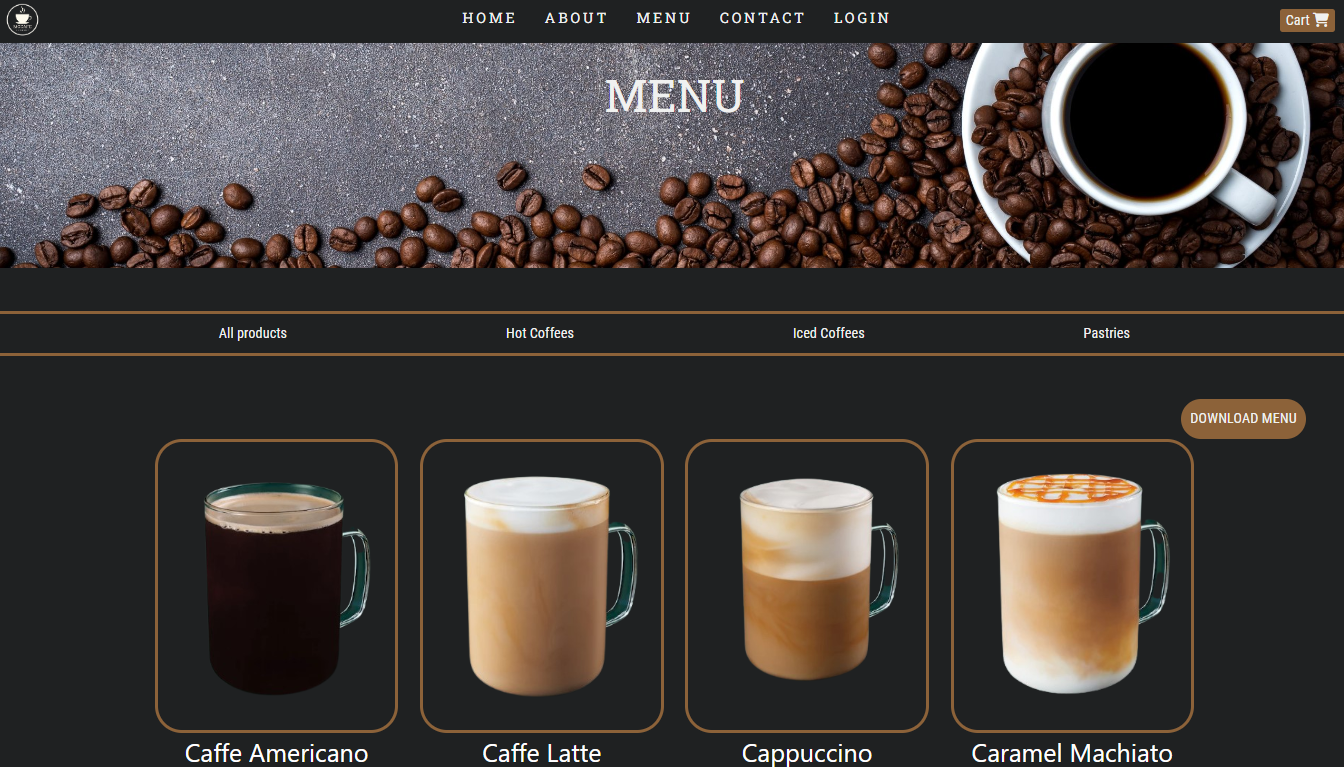 HOME ABOUT MENU CONTACT LOGIN
Cart
MENU
All products Hot Coffees Iced Coffees Pastries
DOWNLOAD MENU
Caffe Americano Caffe Latte Cappuccino Caramel Machiato